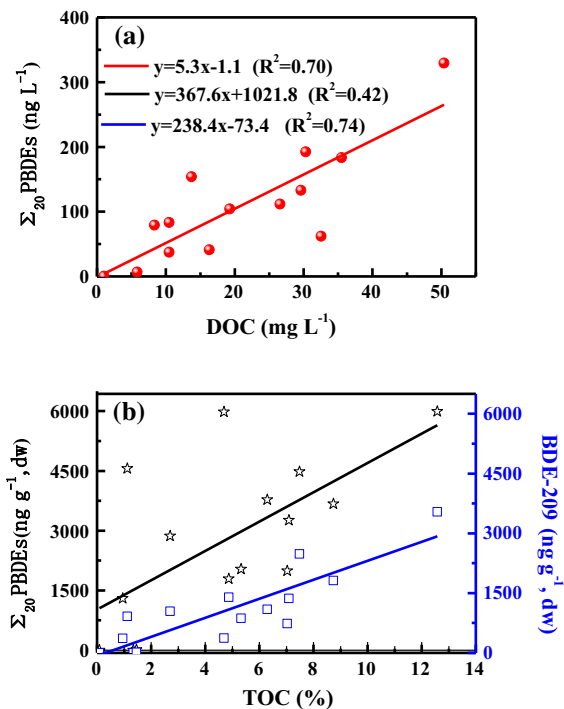 (a)
y=5.3x-1.1 (R²=0.70)
y=367.6x+1021.8 (R²=0.42)
y=238.4x-73.4 (R²=0.74)
Σ₂₀PBDEs (ng L⁻¹)
400
300
200
100
0
0 10 20 30 40 50
DOC (mg L⁻¹)
(b)
Σ₂₀PBDEs(ng g⁻¹,dw)
6000
4500
3000
1500
0
6000
4500
3000
1500
0
BDE-209 (ng g⁻¹, dw)
0 2 4 6 8 10 12 14
TOC (%)